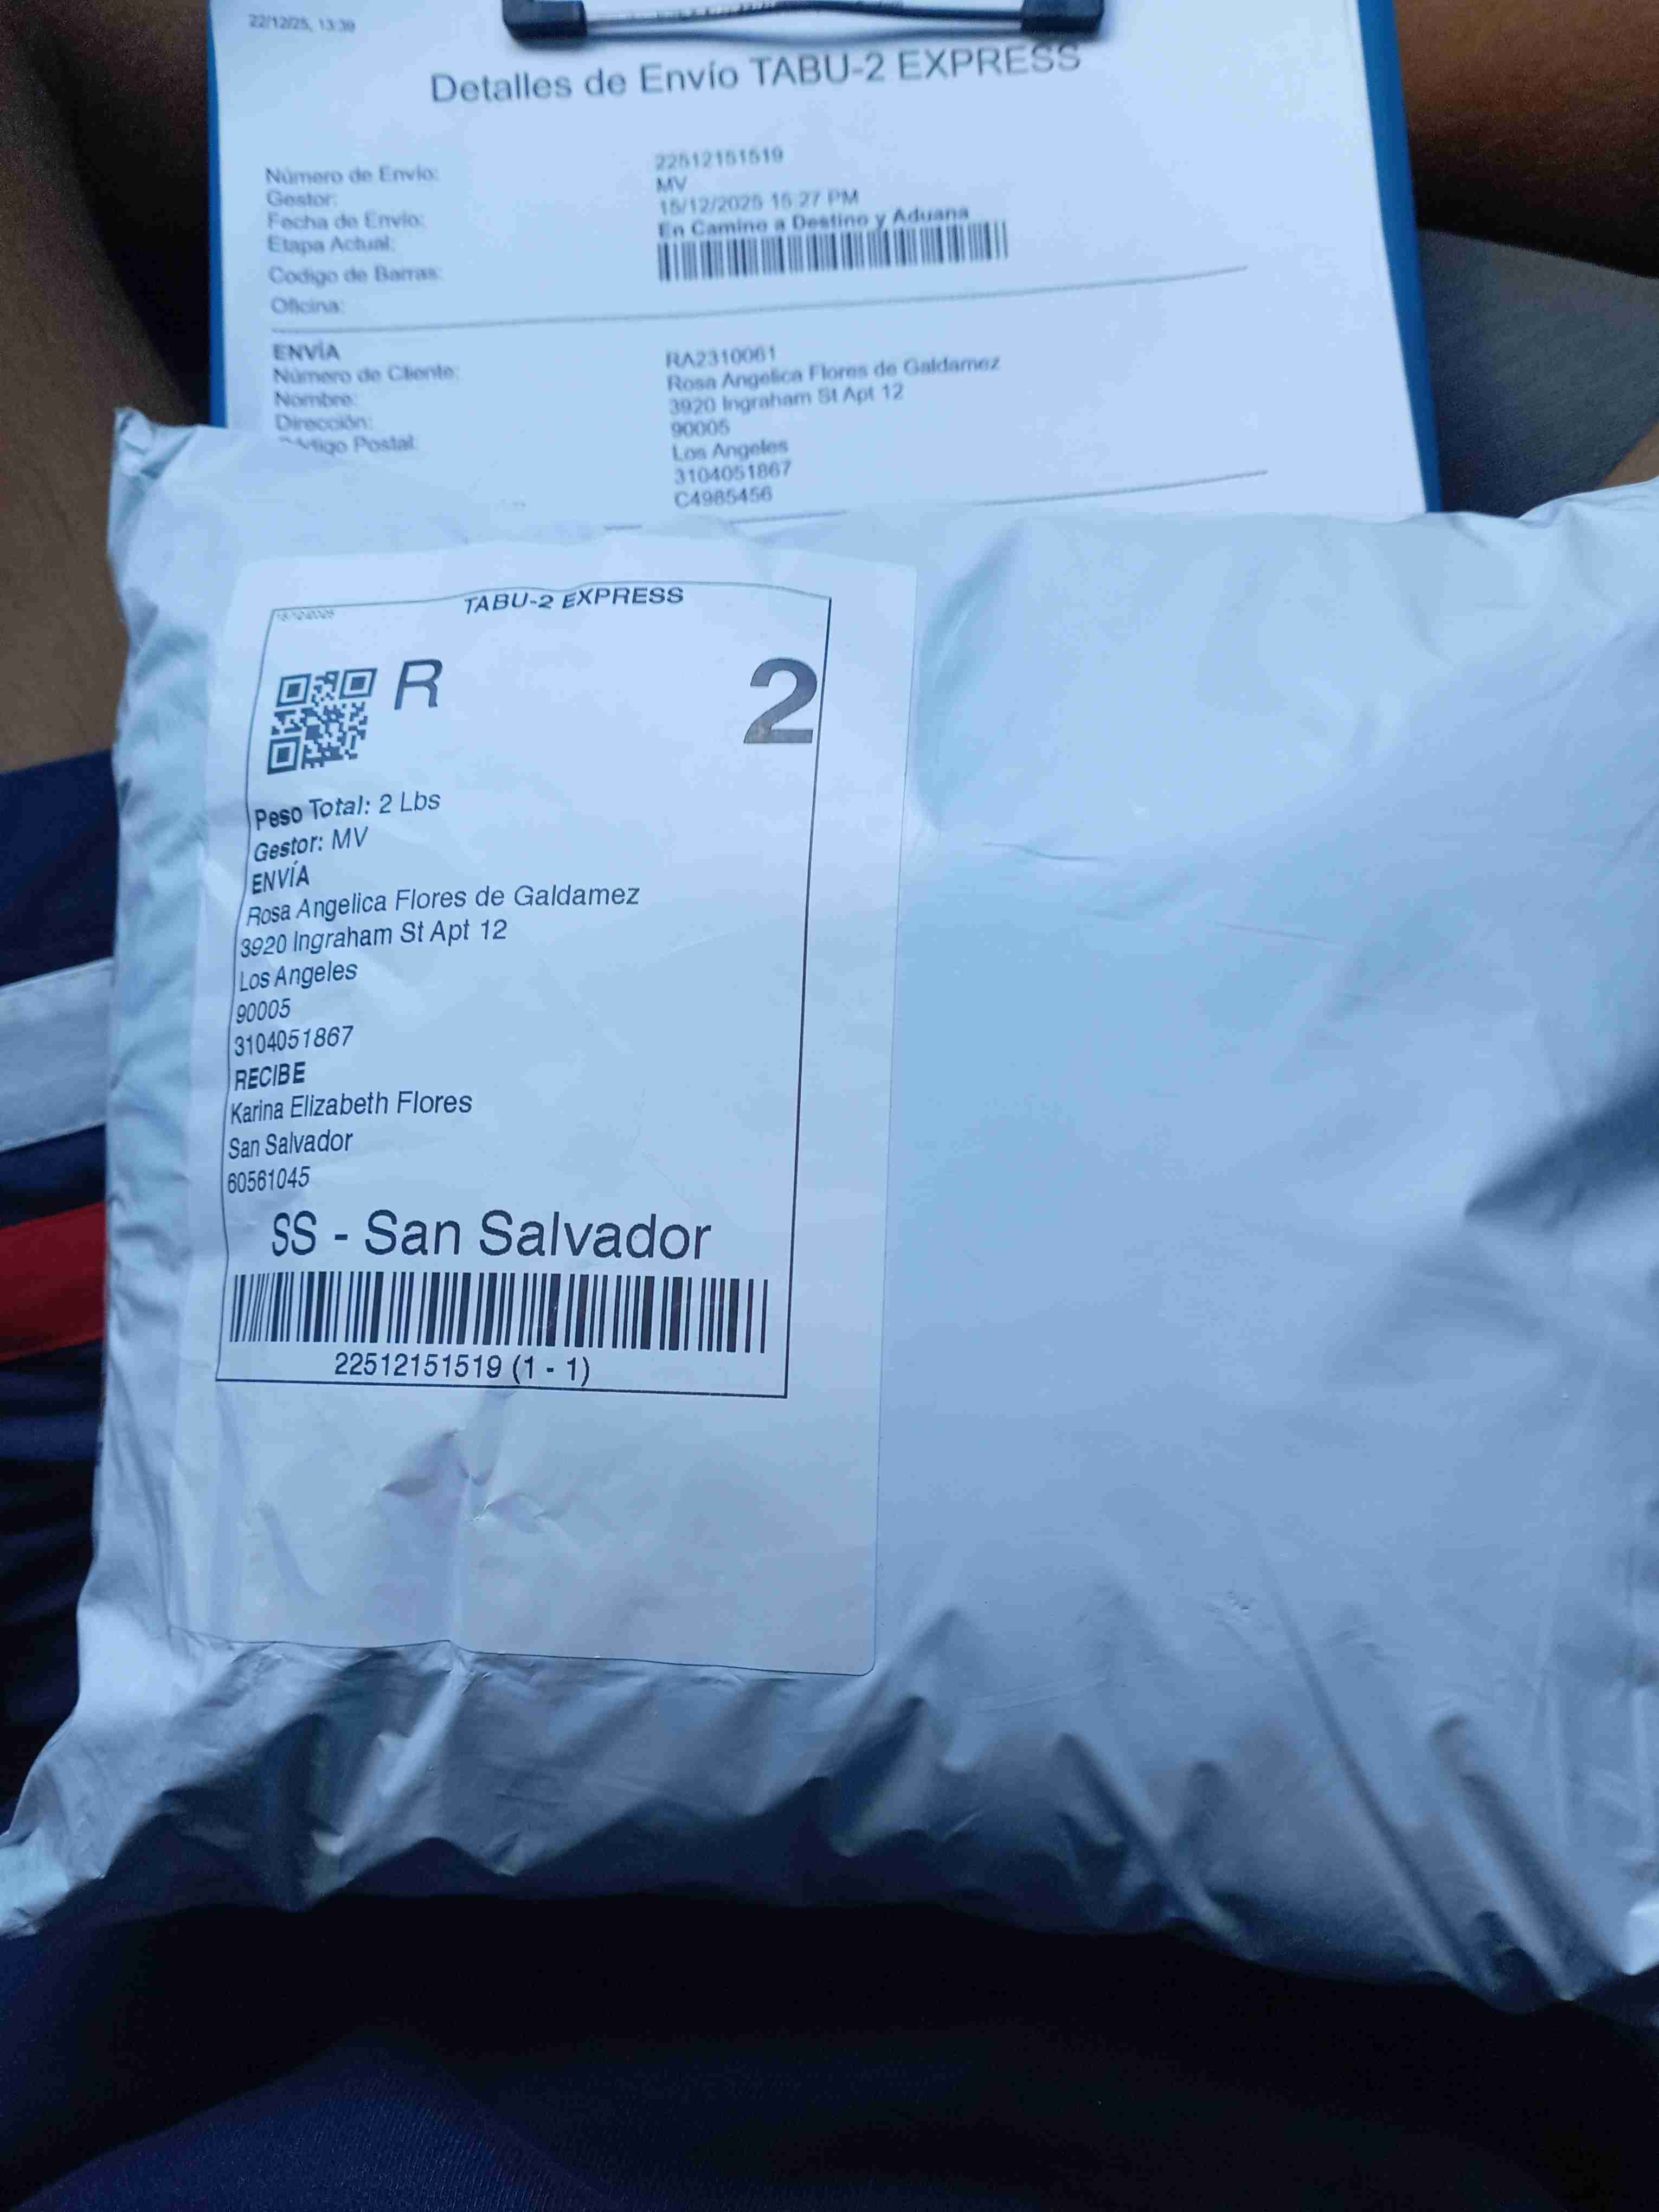 22/12/25, 13:39
Detalles de Envío TABU-2 EXPRESS
Número de Envío: 22512151519
Gestor: MV
Fecha de Envío: 15/12/2025 15:27 PM
Etapa Actual: En Camino a Destino y Aduana
Codigo de Barras:
Oficina:
ENVÍA
Número de Cliente: RA2310061
Nombre: Rosa Angelica Flores de Galdamez
Dirección: 3920 Ingraham St Apt 12
Postal: 90005
Los Angeles
3104051867
C4985456
TABU-2 EXPRESS
R
2
Peso Total: 2 Lbs
Gestor: MV
ENVÍA
Rosa Angelica Flores de Galdamez
3920 Ingraham St Apt 12
Los Angeles
90005
3104051867
RECIBE
Karina Elizabeth Flores
San Salvador
60561045
SS - San Salvador
22512151519 (1 - 1)